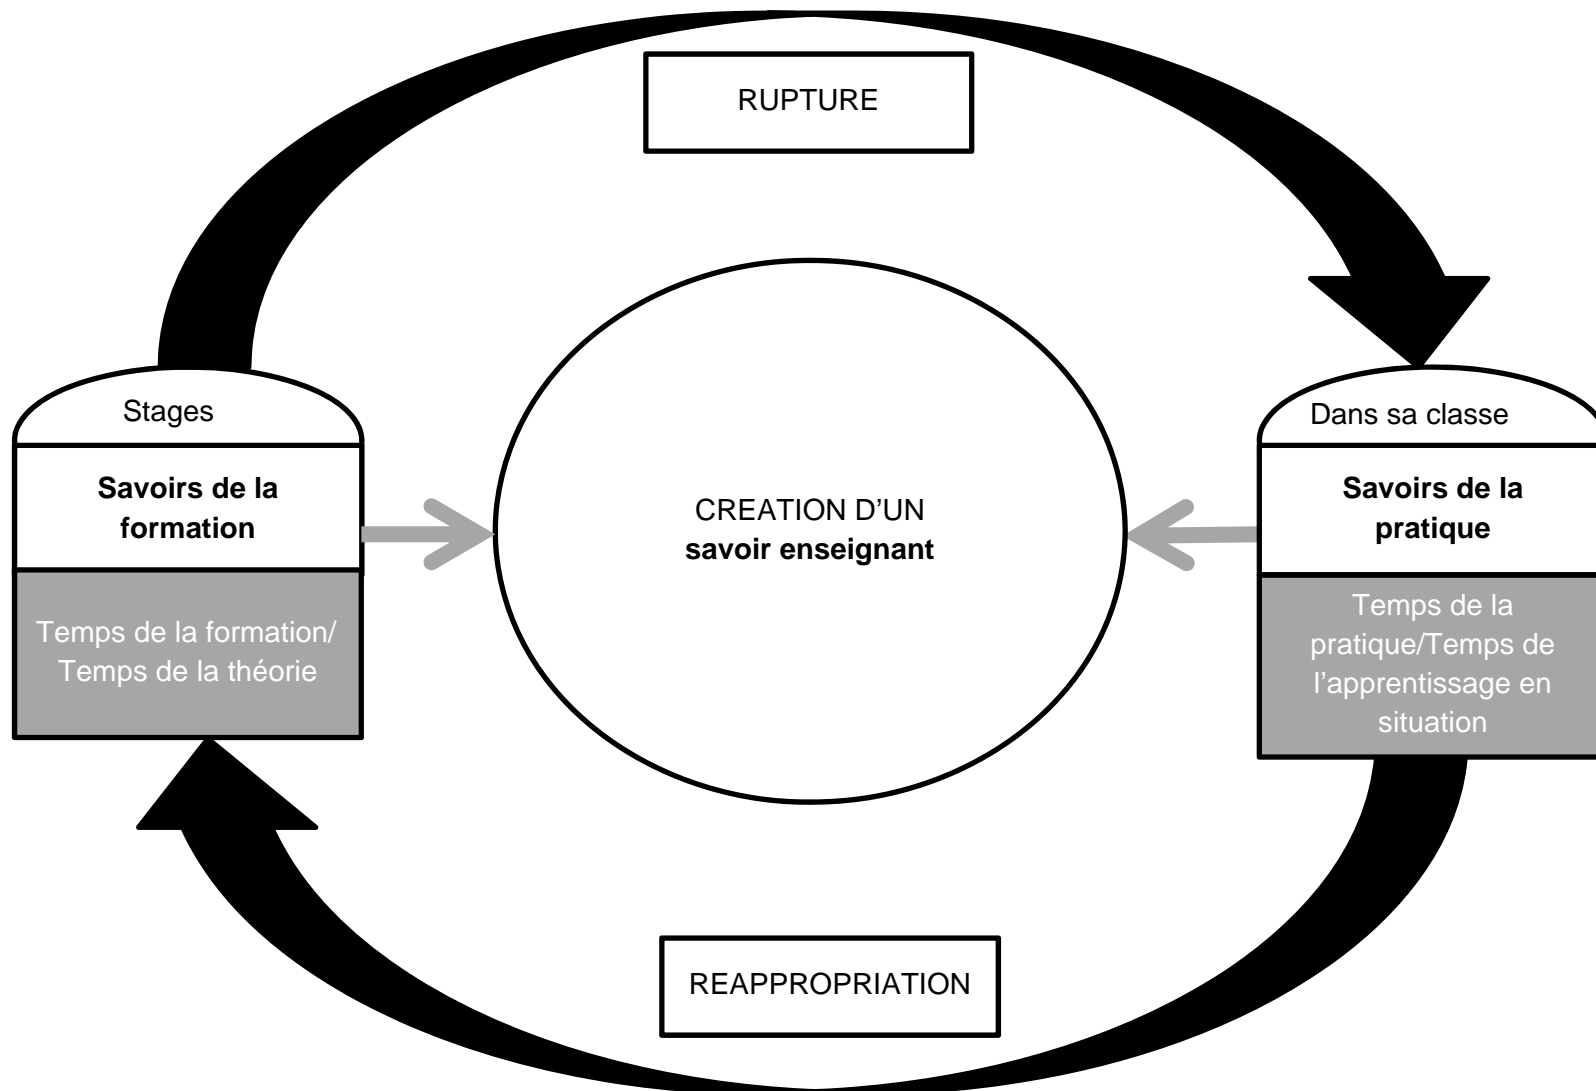 RUPTURE
Stages
Savoirs de la
formation
Temps de la formation/
Temps de la théorie
CREATION D’UN
savoir enseignant
Dans sa classe
Savoirs de la
pratique
Temps de la
pratique/Temps de
l’apprentissage en
situation
REAPPROPRIATION